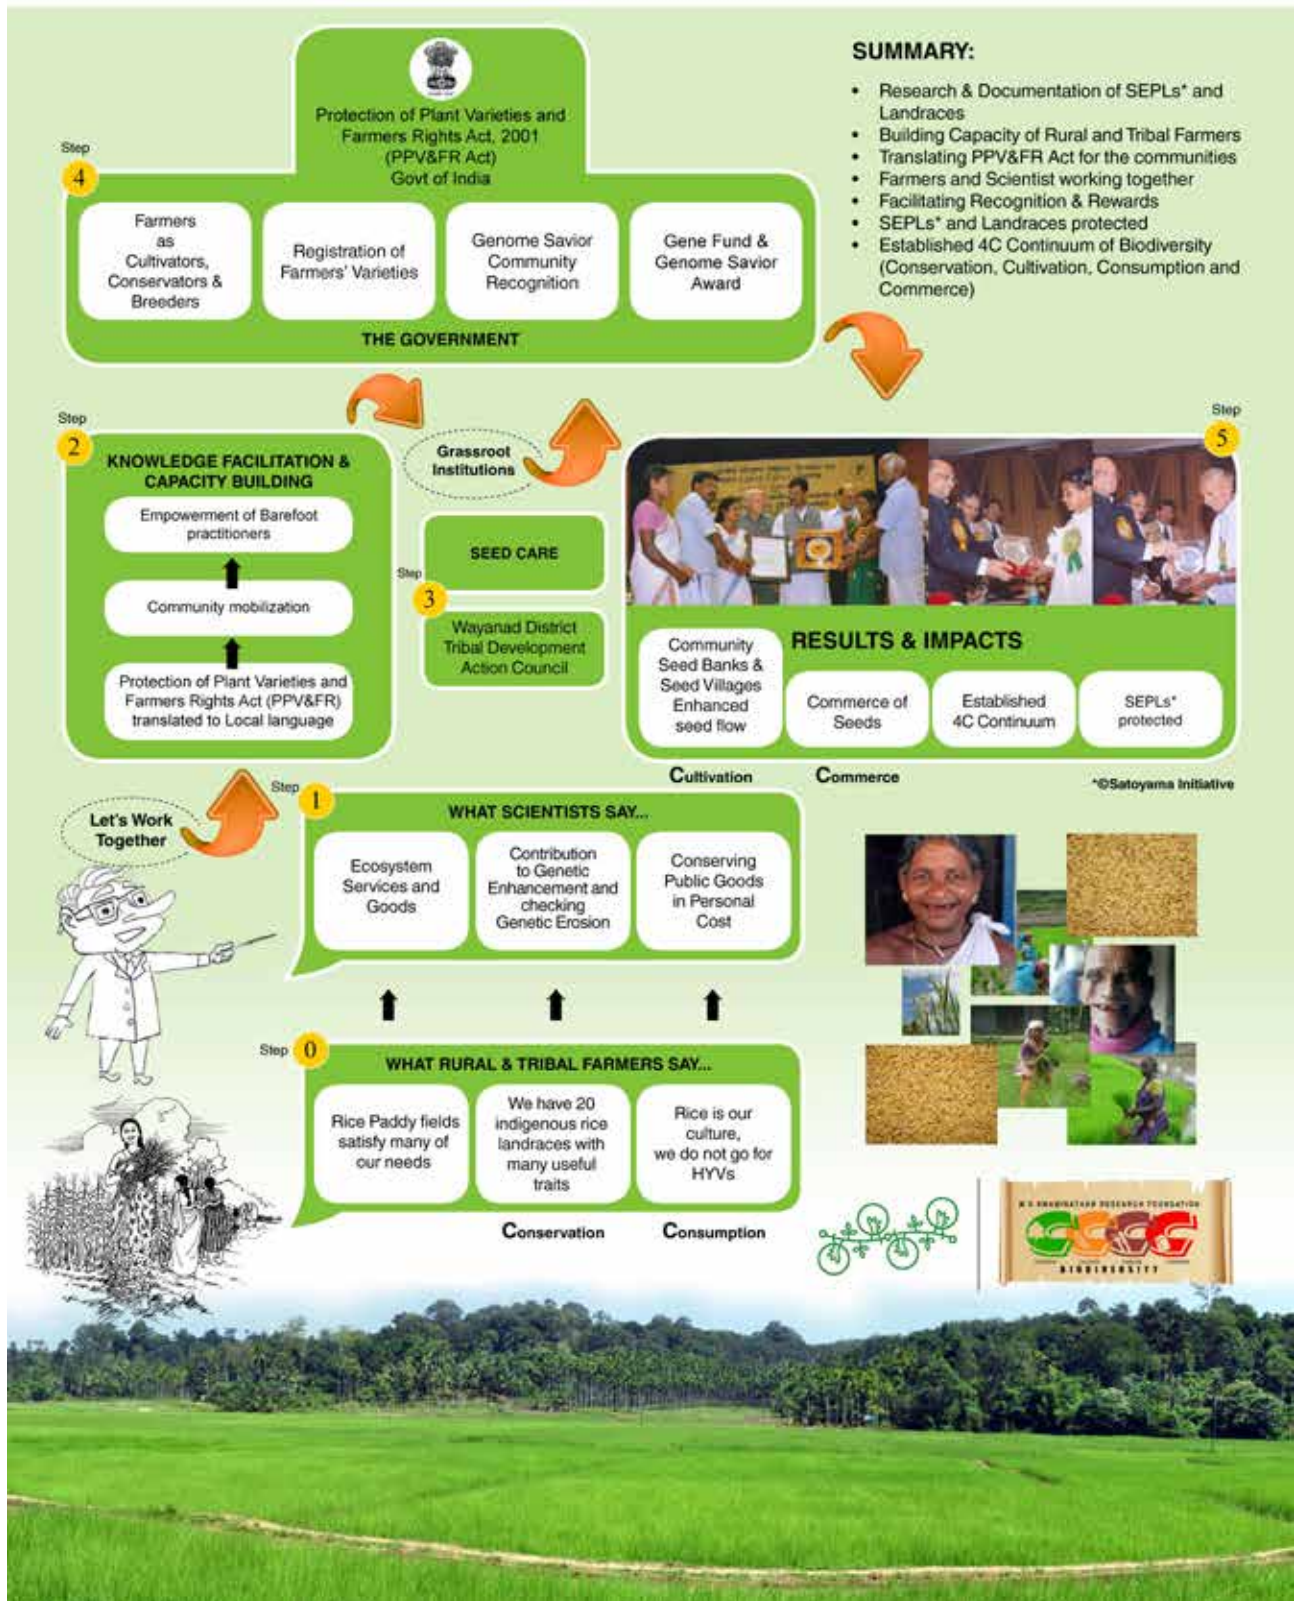 SUMMARY:
• Research & Documentation of SEPLs* and
Landraces
• Building Capacity of Rural and Tribal Farmers
• Translating PPV&FR Act for the communities
• Farmers and Scientist working together
• Facilitating Recognition & Rewards
• SEPLs* and Landraces protected
• Established 4C Continuum of Biodiversity
(Conservation, Cultivation, Consumption and
Commerce)
Protection of Plant Varieties and
Farmers Rights Act, 2001
(PPV&FR Act)
Govt of India
Step
4
Farmers
as
Cultivators,
Conservators &
Breeders
Registration of
Farmers' Varieties
Genome Savior
Community
Recognition
Gene Fund &
Genome Savior
Award
THE GOVERNMENT
Step
2
KNOWLEDGE FACILITATION &
CAPACITY BUILDING
Empowerment of Barefoot
practitioners
Community mobilization
Protection of Plant Varieties and
Farmers Rights Act (PPV&FR)
translated to Local language
Grassroot
Institutions
SEED CARE
Step
3
Wayanad District
Tribal Development
Action Council
Step
5
RESULTS & IMPACTS
Community
Seed Banks &
Seed Villages
Enhanced
seed flow
Commerce of
Seeds
Established
4C Continuum
SEPLs*
protected
Cultivation
Commerce
*©Satoyama Initiative
Let's Work
Together
Step
1
WHAT SCIENTISTS SAY...
Ecosystem
Services and
Goods
Contribution
to Genetic
Enhancement and
checking
Genetic Erosion
Conserving
Public Goods
in Personal
Cost
Step
0
WHAT RURAL & TRIBAL FARMERS SAY...
Rice Paddy fields
satisfy many of
our needs
We have 20
indigenous rice
landraces with
many useful
traits
Rice is our
culture,
we do not go for
HYVs
Conservation
Consumption
M S SWAMINATHAN RESEARCH FOUNDATION
CCCC
BIODIVERSITY